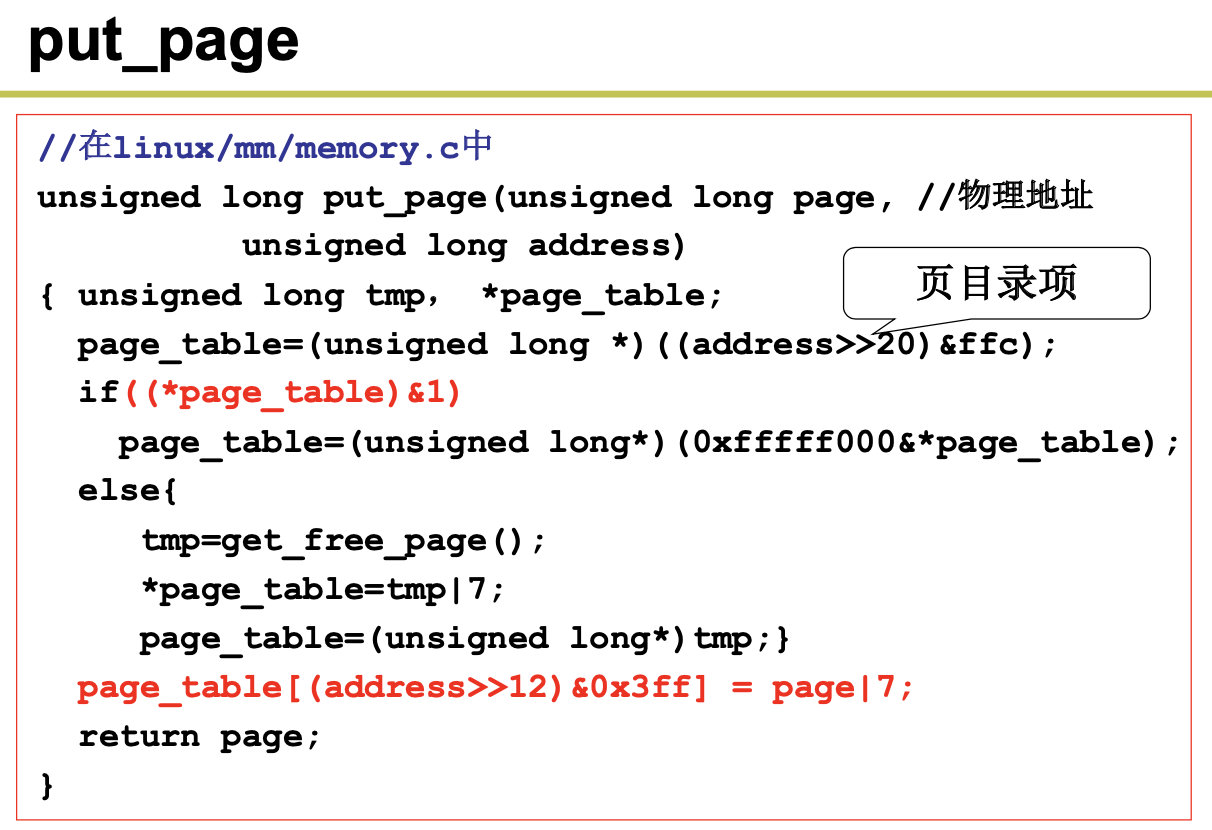 put_page
//在linux/mm/memory.c中
unsigned long put_page(unsigned long page, //物理地址
unsigned long address)
{ unsigned long tmp, *page_table;
页目录项
page_table=(unsigned long *)((address>>20)&ffc);
if((*page_table)&1)
page_table=(unsigned long*)(0xfffff000&*page_table);
else{
tmp=get_free_page();
*page_table=tmp|7;
page_table=(unsigned long*)tmp;}
page_table[(address>>12)&0x3ff] = page|7;
return page;
}